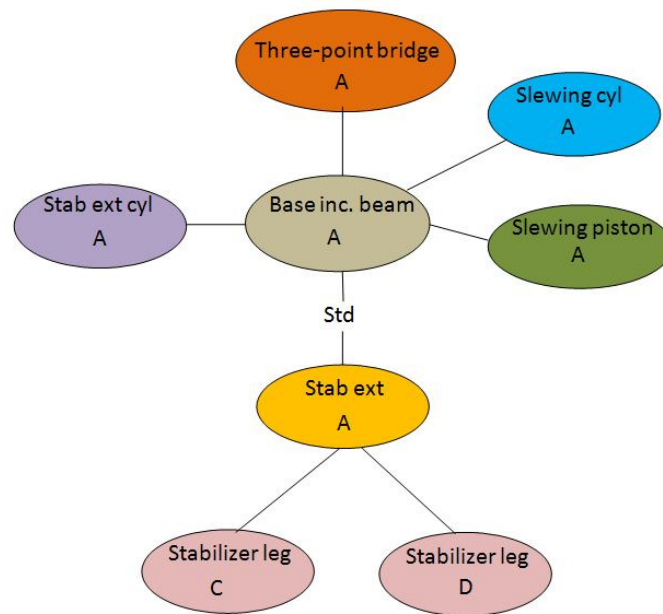 Three-point bridge
A
Slewing cyl
A
Stab ext cyl
A
Base inc. beam
A
Slewing piston
A
Std
Stab ext
A
Stabilizer leg
C
Stabilizer leg
D